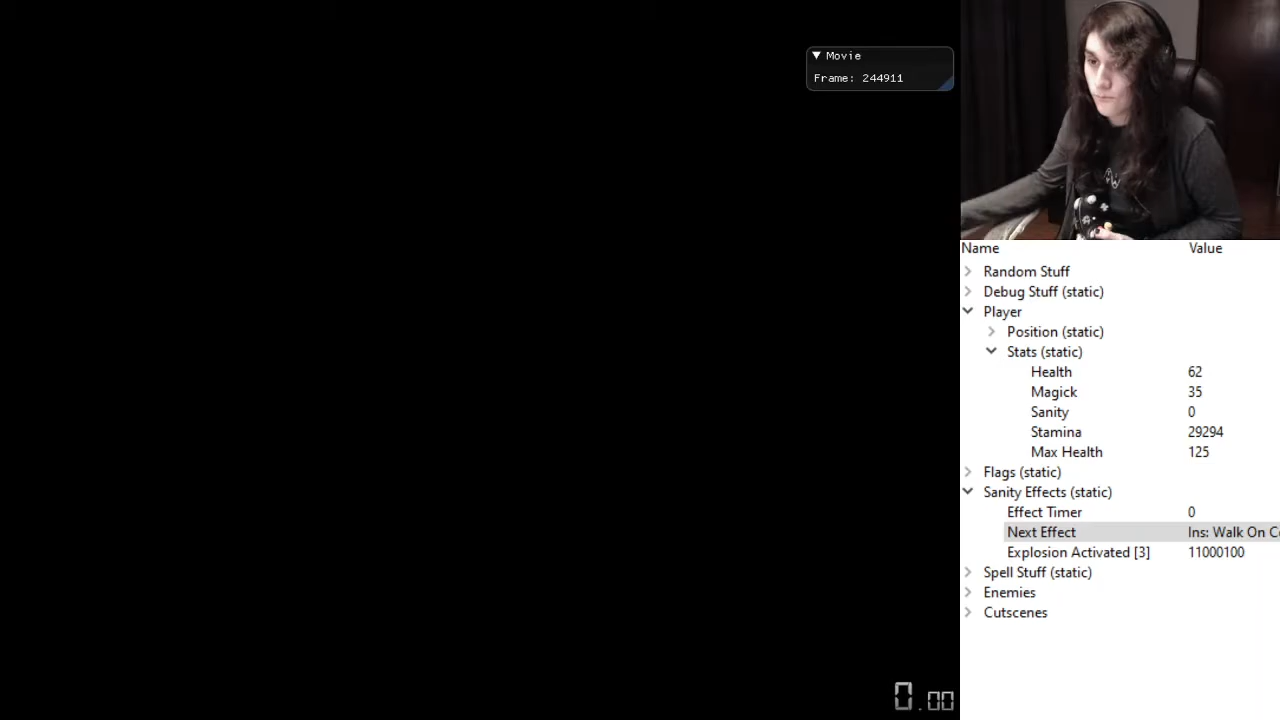 ▼ Movie
Frame: 244911
Name Value
Random Stuff
Debug Stuff (static)
Player
Position (static)
Stats (static)
Health 62
Magick 35
Sanity 0
Stamina 29294
Max Health 125
Flags (static)
Sanity Effects (static)
Effect Timer 0
Next Effect Ins: Walk On C
Explosion Activated [3] 11000100
Spell Stuff (static)
Enemies
Cutscenes
0.00